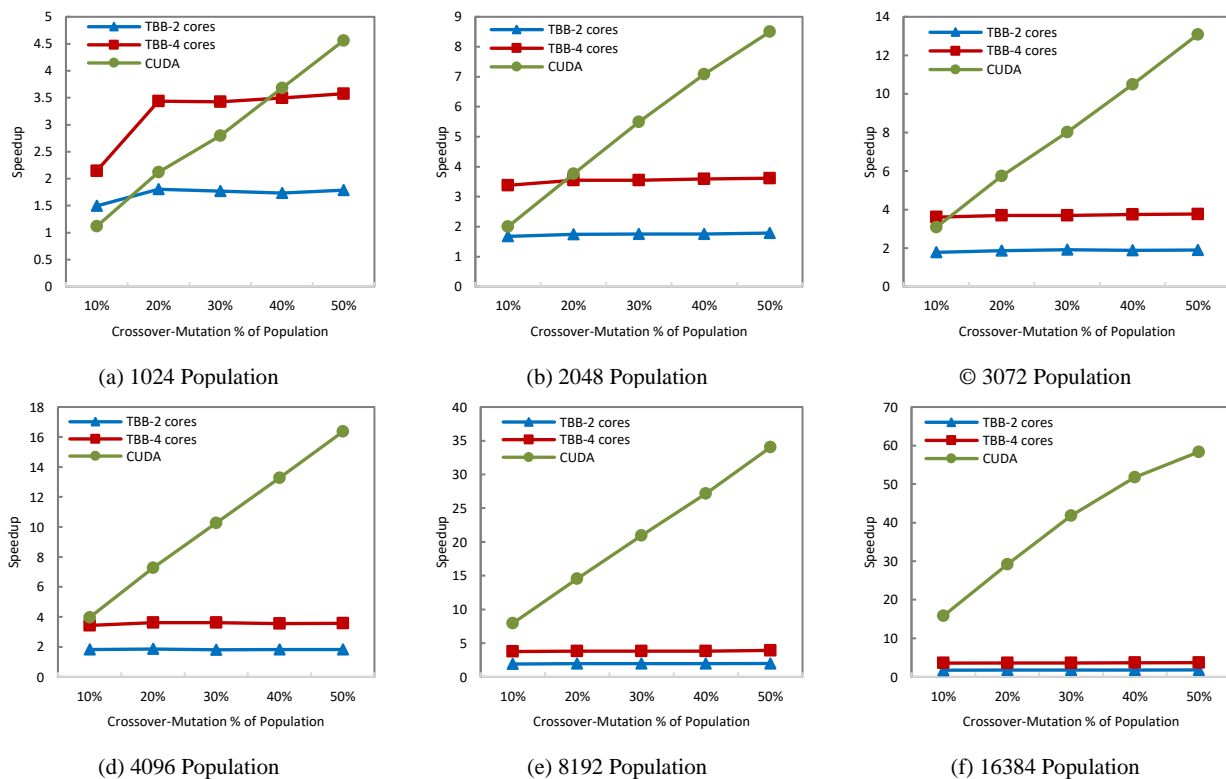 5
4.5
4
3.5
3
2.5
2
1.5
1
0.5
0
Speedup
TBB-2 cores
TBB-4 cores
CUDA
10% 20% 30% 40% 50%
Crossover-Mutation % of Population
(a) 1024 Population
9
8
7
6
5
4
3
2
1
0
Speedup
TBB-2 cores
TBB-4 cores
CUDA
10% 20% 30% 40% 50%
Crossover-Mutation % of Population
(b) 2048 Population
14
12
10
8
6
4
2
0
Speedup
TBB-2 cores
TBB-4 cores
CUDA
10% 20% 30% 40% 50%
Crossover-Mutation % of Population
© 3072 Population
18
16
14
12
10
8
6
4
2
0
Speedup
TBB-2 cores
TBB-4 cores
CUDA
10% 20% 30% 40% 50%
Crossover-Mutation % of Population
(d) 4096 Population
40
35
30
25
20
15
10
5
0
Speedup
TBB-2 cores
TBB-4 cores
CUDA
10% 20% 30% 40% 50%
Crossover-Mutation % of Population
(e) 8192 Population
70
60
50
40
30
20
10
0
Speedup
TBB-2 cores
TBB-4 cores
CUDA
10% 20% 30% 40% 50%
Crossover-Mutation % of Population
(f) 16384 Population